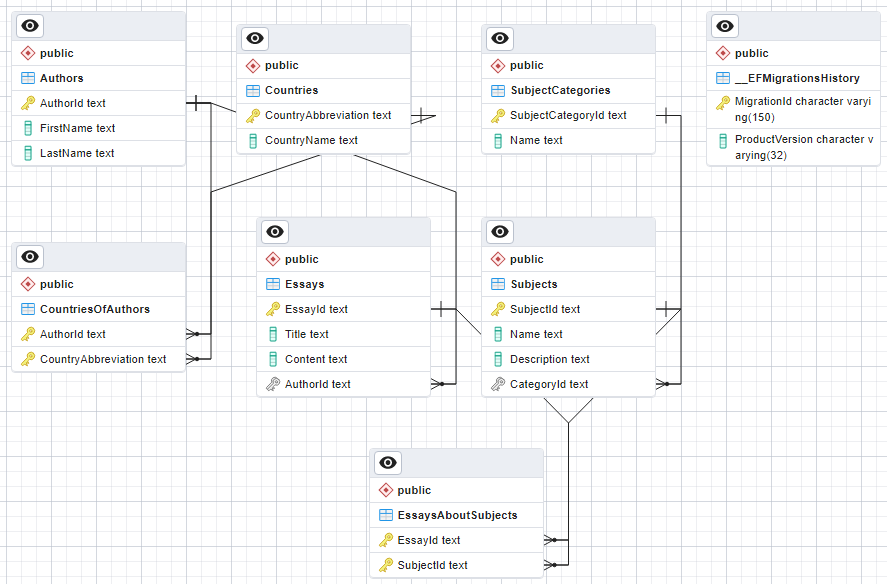 public
Authors
AuthorId text
FirstName text
LastName text
public
Countries
CountryAbbreviation text
CountryName text
public
SubjectCategories
SubjectCategoryId text
Name text
public
__EFMigrationsHistory
MigrationId character varyi
ng(150)
ProductVersion character v
arying(32)
public
CountriesOfAuthors
AuthorId text
CountryAbbreviation text
public
Essays
EssayId text
Title text
Content text
AuthorId text
public
Subjects
SubjectId text
Name text
Description text
CategoryId text
public
EssaysAboutSubjects
EssayId text
SubjectId text